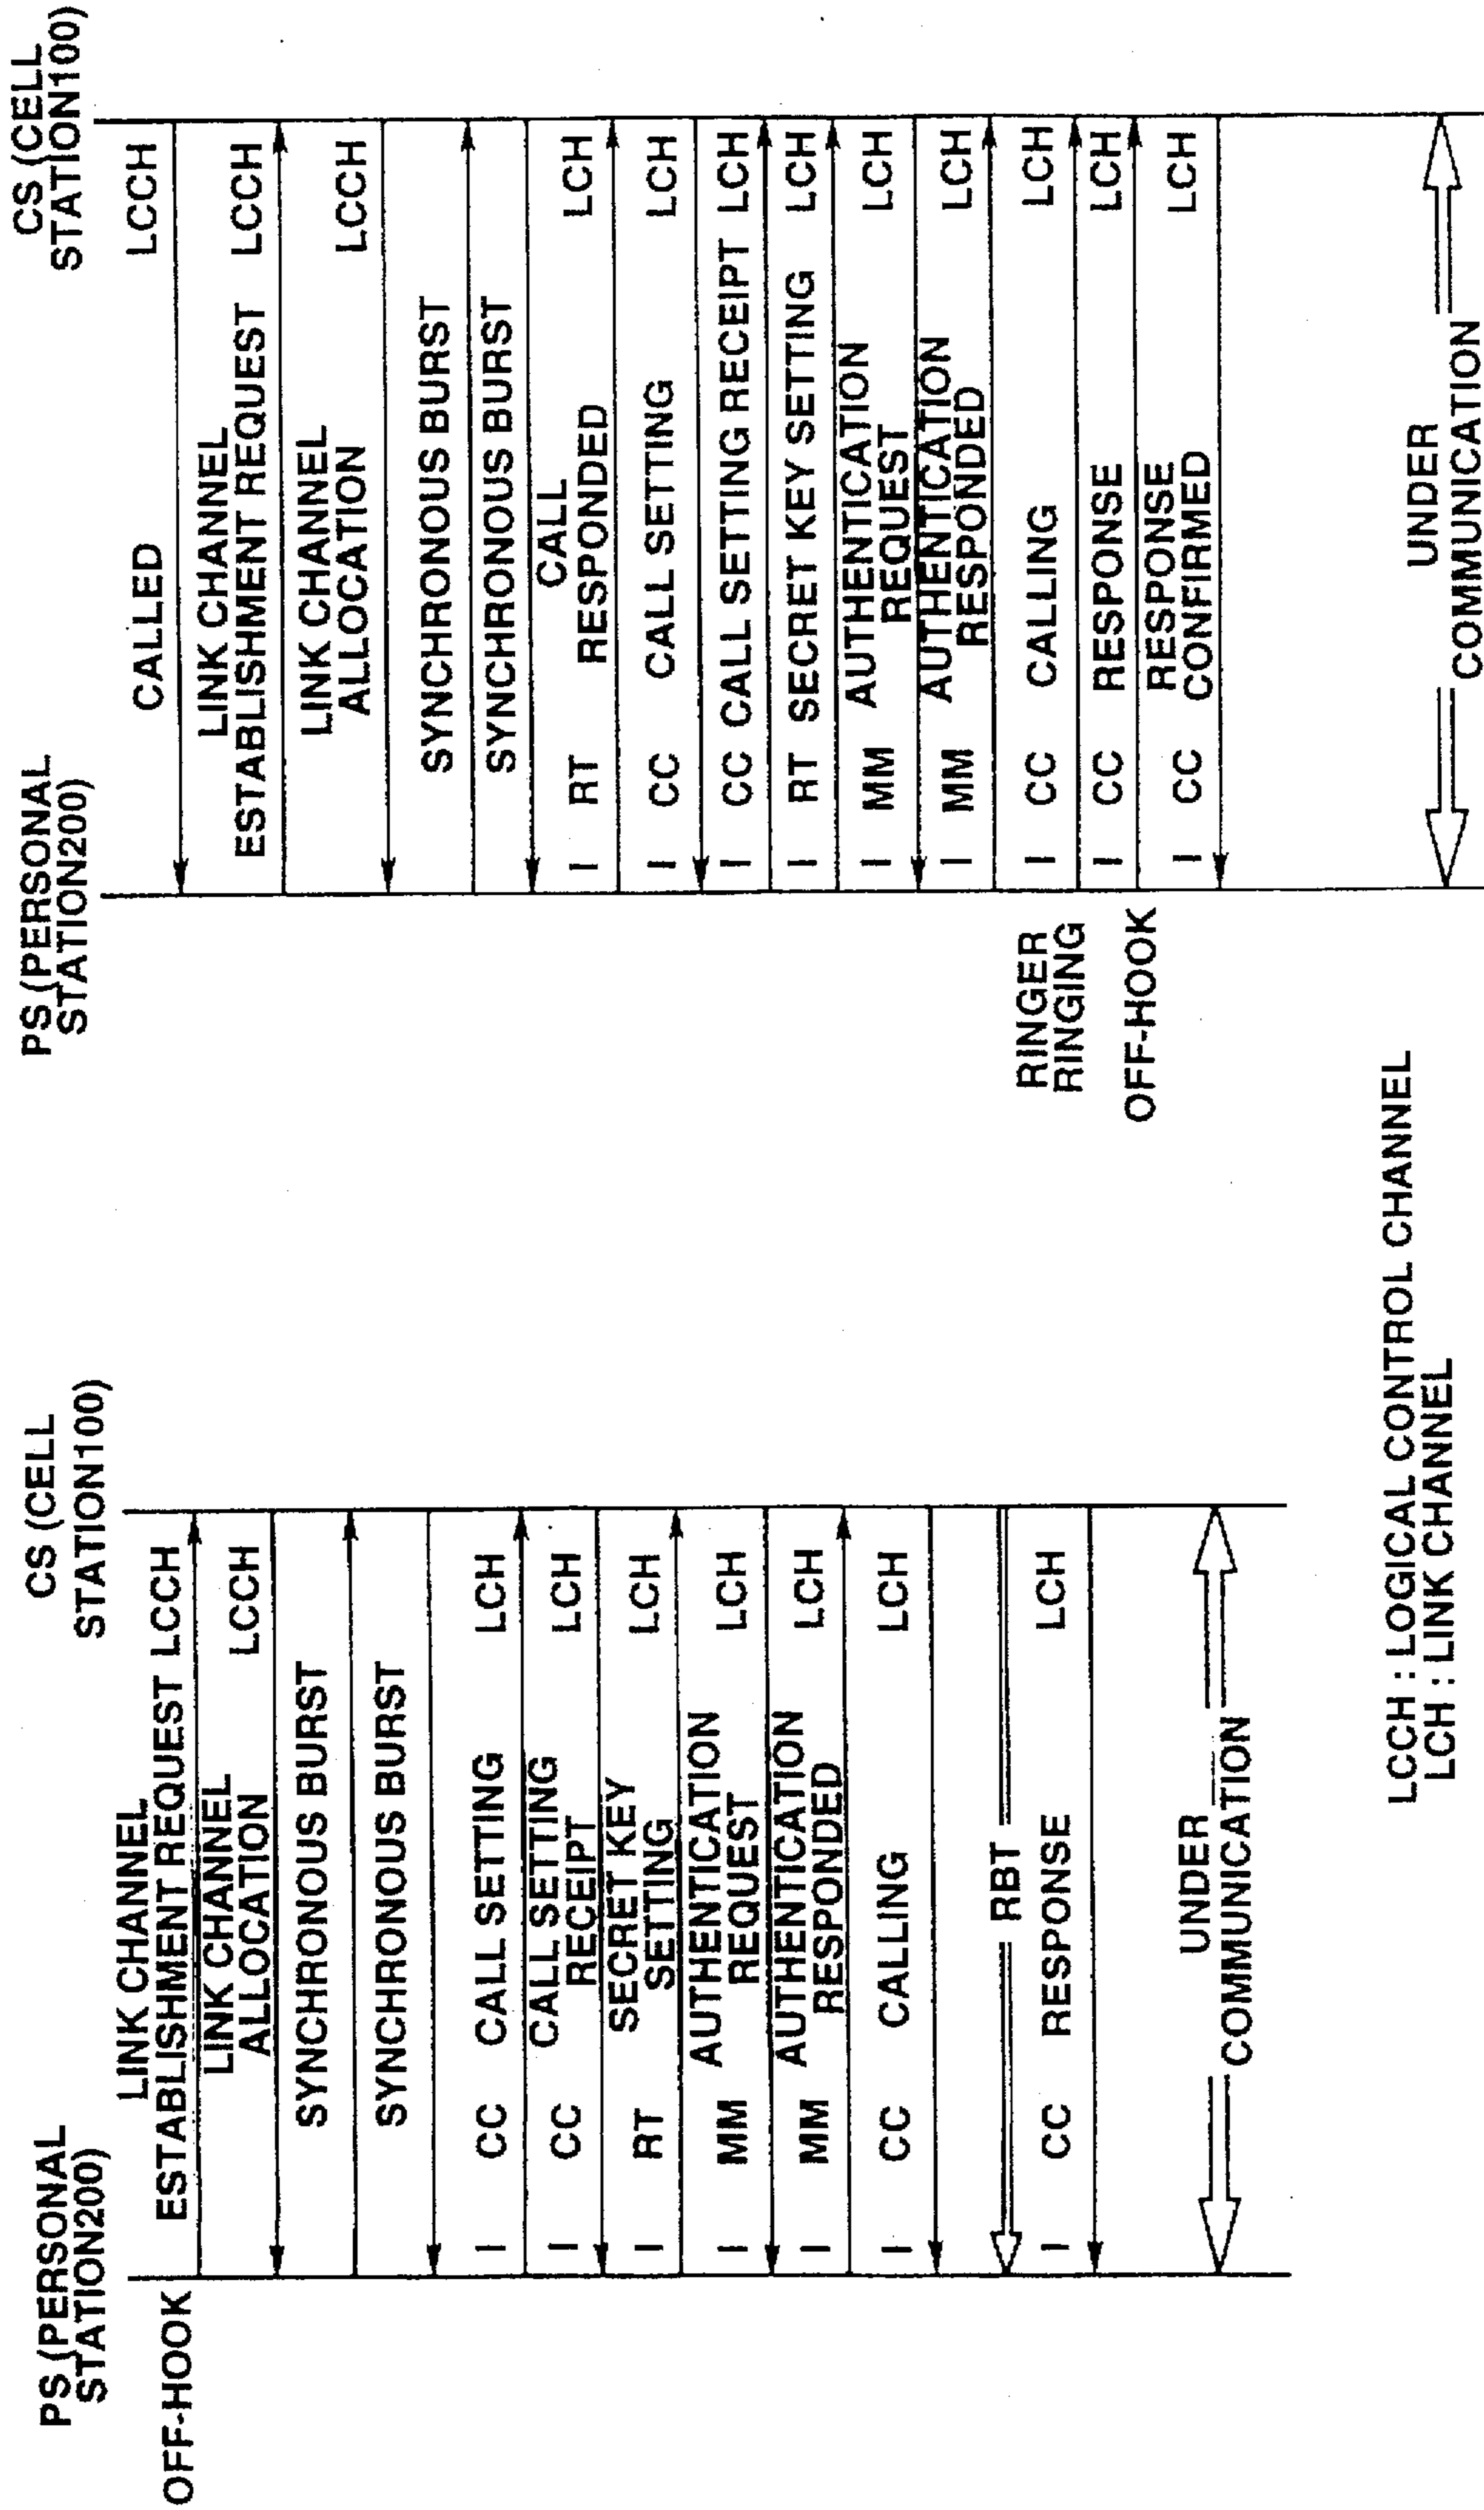 PS (PERSONAL
STATION200)
CS (CELL
STATION100)
OFF-HOOK
LINK CHANNEL
ESTABLISHMENT REQUEST LCCH
LINK CHANNEL
ALLOCATION LCCH
SYNCHRONOUS BURST
SYNCHRONOUS BURST
I CC CALL SETTING LCH
I CC CALL SETTING
RECEIPT LCH
I RT SECRET KEY
SETTING LCH
I MM AUTHENTICATION
REQUEST LCH
I MM AUTHENTICATION
RESPONDED LCH
I CC CALLING LCH
RBT
I CC RESPONSE LCH
UNDER
COMMUNICATION
PS (PERSONAL
STATION200)
CS (CELL
STATION100)
CALLED LCCH
LINK CHANNEL
ESTABLISHMENT REQUEST LCCH
LINK CHANNEL
ALLOCATION LCCH
SYNCHRONOUS BURST
SYNCHRONOUS BURST
CALL
I RT RESPONDED LCH
I CC CALL SETTING LCH
I CC CALL SETTING RECEIPT LCH
I RT SECRET KEY SETTING LCH
AUTHENTICATION
I MM REQUEST LCH
AUTHENTICATION
I MM RESPONDED LCH
RINGER
RINGING
I CC CALLING LCH
OFF-HOOK
I CC RESPONSE LCH
RESPONSE
I CC CONFIRMED LCH
UNDER
COMMUNICATION
LCCH : LOGICAL CONTROL CHANNEL
LCH : LINK CHANNEL